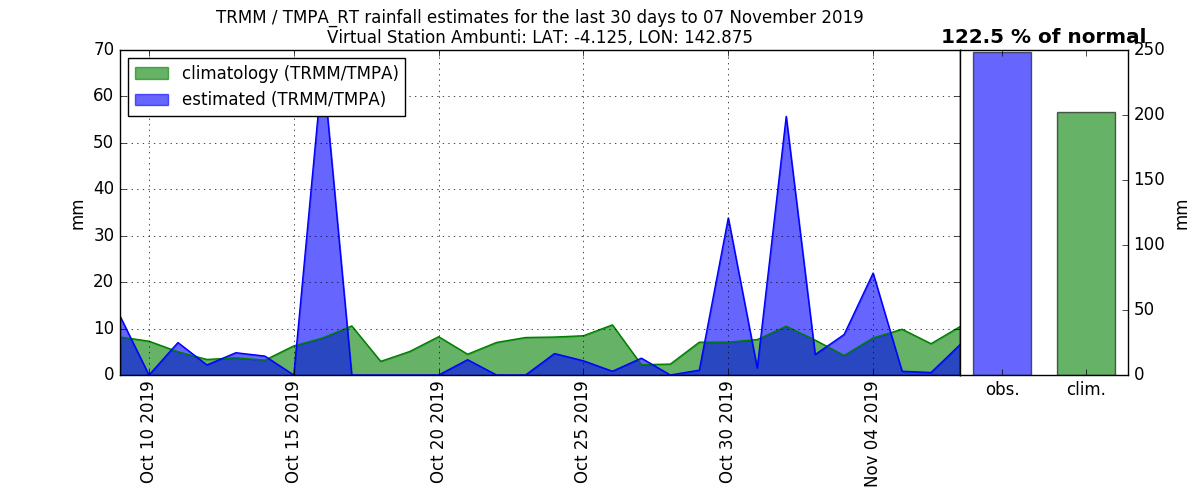 TRMM / TMPA_RT rainfall estimates for the last 30 days to 07 November 2019
Virtual Station Ambunti: LAT: -4.125, LON: 142.875
122.5 % of normal
climatology (TRMM/TMPA)
estimated (TRMM/TMPA)
70
60
50
40
30
20
10
0
mm
Oct 10 2019
Oct 15 2019
Oct 20 2019
Oct 25 2019
Oct 30 2019
Nov 04 2019
obs.
clim.
250
200
150
100
50
0
mm